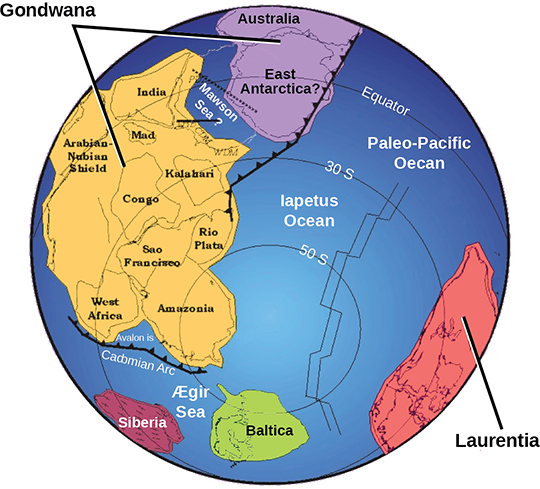 Gondwana
Australia
East
Antarctica?
India
Mawson
Sea ?
Equator
Paleo-Pacific
Oecan
Mad
Arabian-
Nubian
Shield
Kalahari
30 S
Congo
Iapetus
Ocean
Rio
Plata
Sao
Francisco
50 S
West
Africa
Amazonia
Avalon is
Cadmian Arc
Ægir
Sea
Siberia
Baltica
Laurentia